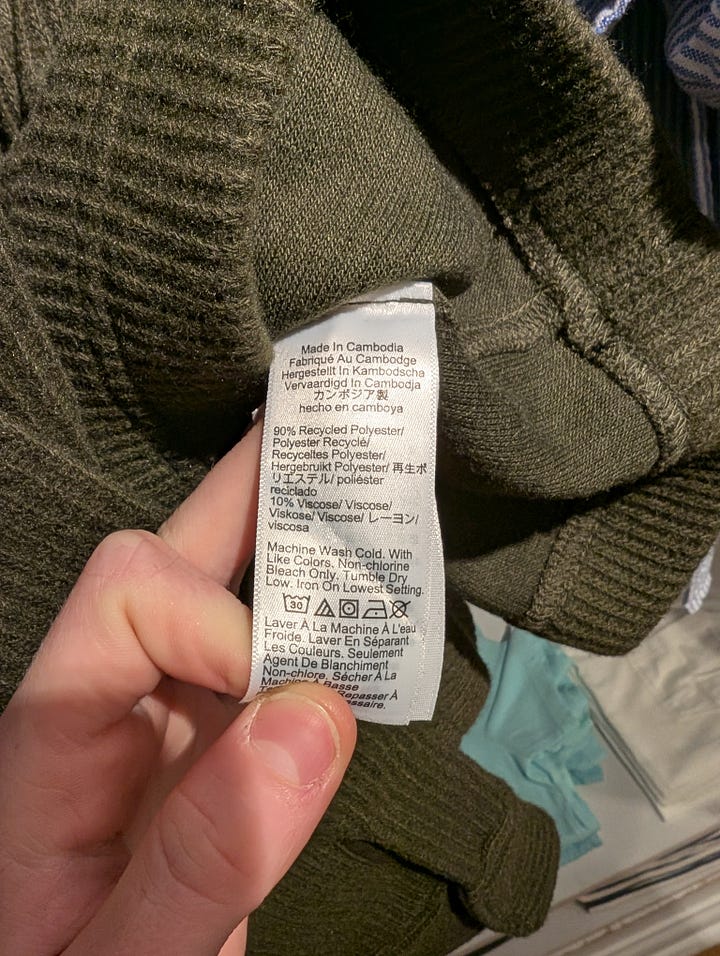 Made In Cambodia
Fabriqué Au Cambodge
Hergestellt In Kambodscha
Vervaardigd In Cambodja
カンボジア製
hecho en camboya
90% Recycled Polyester/
Polyester Recyclé/
Recyceltes Polyester/
Hergebruikt Polyester/ 再生ポ
リエステル/ poliéster
reciclado
10% Viscose/ Viscose/
Viskose/ Viscose/ レーヨン/
viscosa
Machine Wash Cold. With
Like Colors. Non-chlorine
Bleach Only. Tumble Dry
Low. Iron On Lowest Setting.
30
Laver À La Machine À L'eau
Froide. Laver En Séparant
Les Couleurs. Seulement
Agent De Blanchiment
Non-chlore. Sécher À La
Machine À Basse
Repasser À